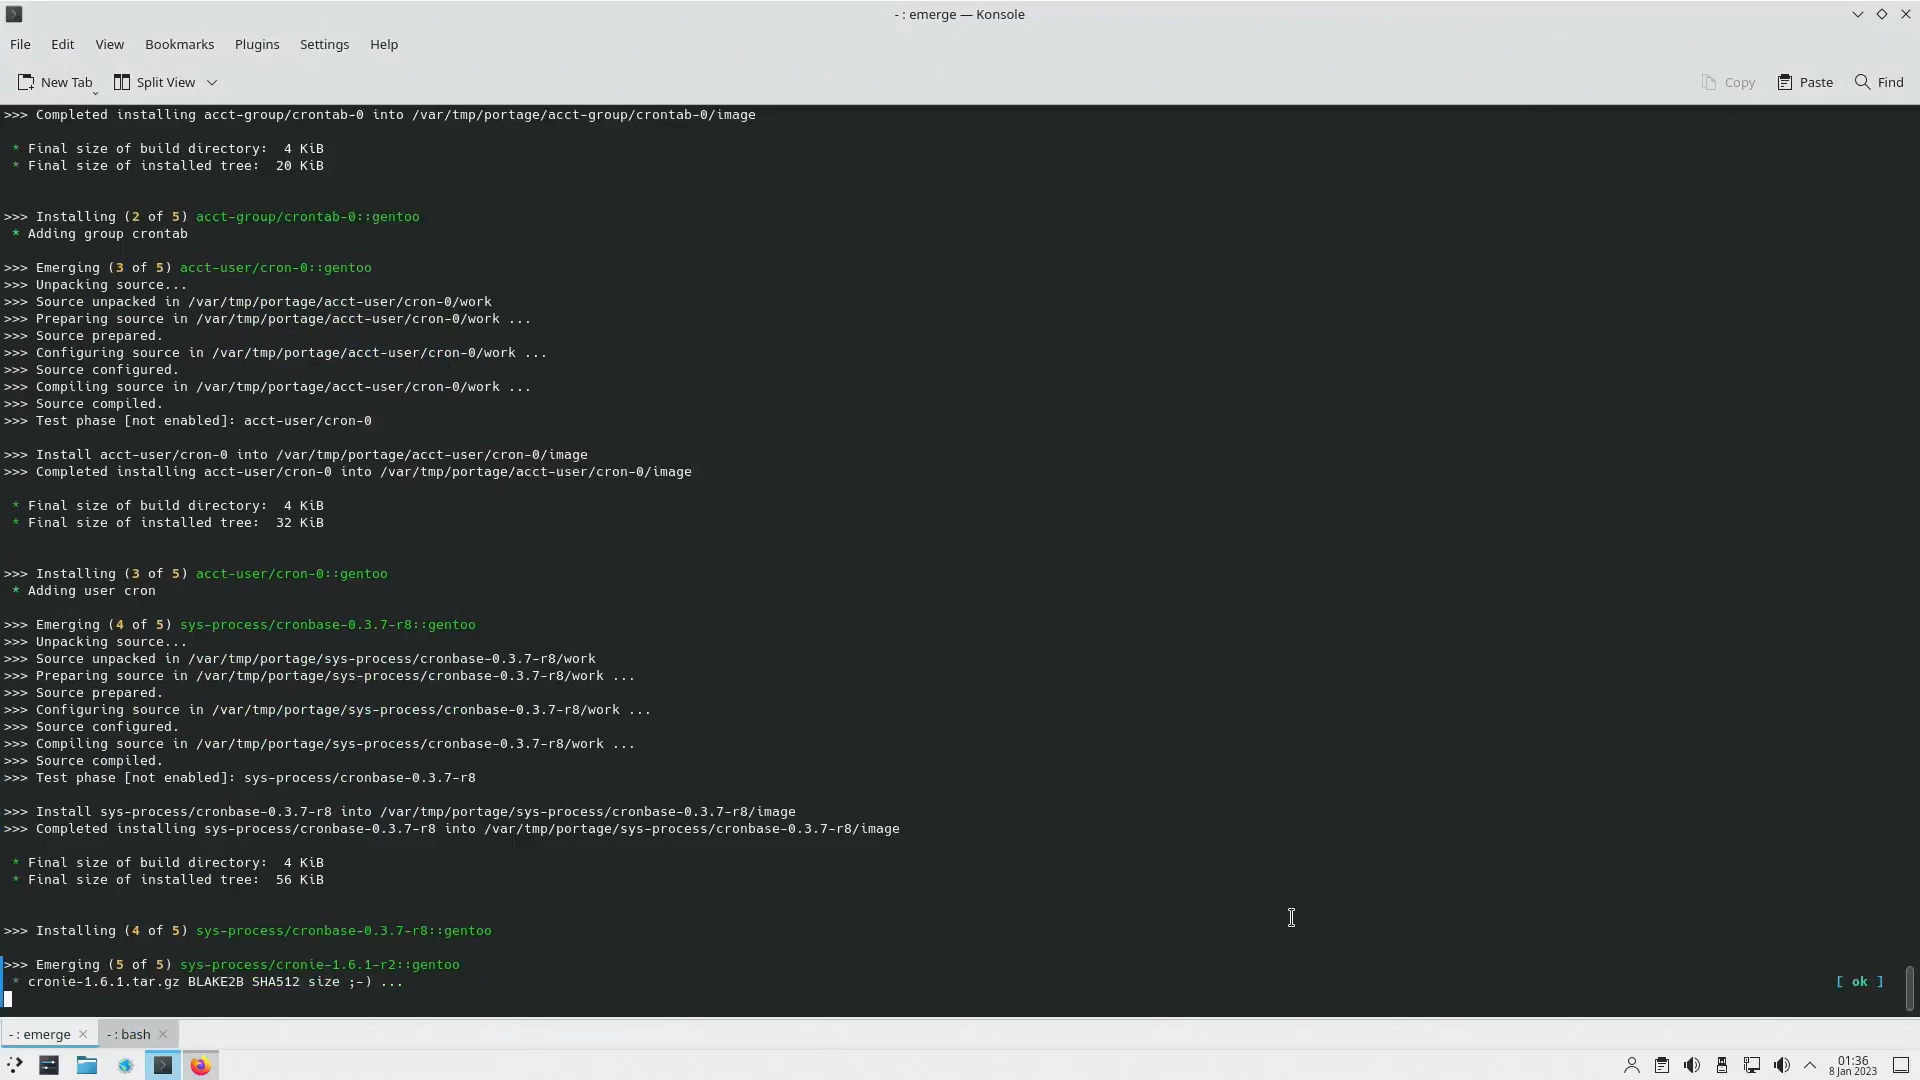 - : emerge — Konsole
File Edit View Bookmarks Plugins Settings Help
New Tab Split View Copy Paste Find
>>> Completed installing acct-group/crontab-0 into /var/tmp/portage/acct-group/crontab-0/image
* Final size of build directory: 4 KiB
* Final size of installed tree: 20 KiB
>>> Installing (2 of 5) acct-group/crontab-0::gentoo
* Adding group crontab
>>> Emerging (3 of 5) acct-user/cron-0::gentoo
>>> Unpacking source...
>>> Source unpacked in /var/tmp/portage/acct-user/cron-0/work
>>> Preparing source in /var/tmp/portage/acct-user/cron-0/work ...
>>> Source prepared.
>>> Configuring source in /var/tmp/portage/acct-user/cron-0/work ...
>>> Source configured.
>>> Compiling source in /var/tmp/portage/acct-user/cron-0/work ...
>>> Source compiled.
>>> Test phase [not enabled]: acct-user/cron-0
>>> Install acct-user/cron-0 into /var/tmp/portage/acct-user/cron-0/image
>>> Completed installing acct-user/cron-0 into /var/tmp/portage/acct-user/cron-0/image
* Final size of build directory: 4 KiB
* Final size of installed tree: 32 KiB
>>> Installing (3 of 5) acct-user/cron-0::gentoo
* Adding user cron
>>> Emerging (4 of 5) sys-process/cronbase-0.3.7-r8::gentoo
>>> Unpacking source...
>>> Source unpacked in /var/tmp/portage/sys-process/cronbase-0.3.7-r8/work
>>> Preparing source in /var/tmp/portage/sys-process/cronbase-0.3.7-r8/work ...
>>> Source prepared.
>>> Configuring source in /var/tmp/portage/sys-process/cronbase-0.3.7-r8/work ...
>>> Source configured.
>>> Compiling source in /var/tmp/portage/sys-process/cronbase-0.3.7-r8/work ...
>>> Source compiled.
>>> Test phase [not enabled]: sys-process/cronbase-0.3.7-r8
>>> Install sys-process/cronbase-0.3.7-r8 into /var/tmp/portage/sys-process/cronbase-0.3.7-r8/image
>>> Completed installing sys-process/cronbase-0.3.7-r8 into /var/tmp/portage/sys-process/cronbase-0.3.7-r8/image
* Final size of build directory: 4 KiB
* Final size of installed tree: 56 KiB
>>> Installing (4 of 5) sys-process/cronbase-0.3.7-r8::gentoo
>>> Emerging (5 of 5) sys-process/cronie-1.6.1-r2::gentoo
* cronie-1.6.1.tar.gz BLAKE2B SHA512 size ;-) ... [ ok ]
- : emerge - : bash
01:36
8 Jan 2023